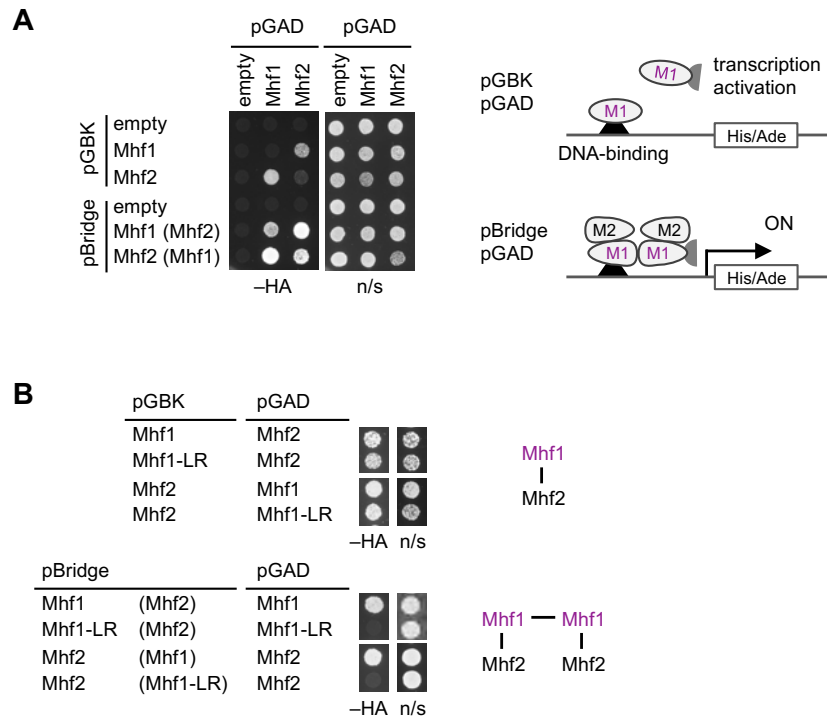 A
pGAD
pGAD
empty
Mhf1
Mhf2
empty
Mhf1
Mhf2
pGBK
empty
Mhf1
Mhf2
pBridge
empty
Mhf1 (Mhf2)
Mhf2 (Mhf1)
–HA
n/s
pGBK
pGAD
M1
transcription
activation
M1
His/Ade
DNA-binding
pBridge
pGAD
M2
M2
ON
M1
M1
His/Ade
B
pGBK
pGAD
Mhf1
Mhf2
Mhf1-LR
Mhf2
Mhf2
Mhf1
Mhf2
Mhf1-LR
–HA
n/s
Mhf1
Mhf2
pBridge
pGAD
Mhf1
(Mhf2)
Mhf1
Mhf1-LR
(Mhf2)
Mhf1-LR
Mhf2
(Mhf1)
Mhf2
Mhf2
(Mhf1-LR)
Mhf2
–HA
n/s
Mhf1
Mhf1
Mhf2
Mhf2